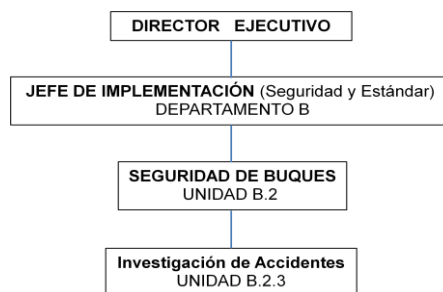 DIRECTOR EJECUTIVO
JEFE DE IMPLEMENTACIÓN (Seguridad y Estándar)
DEPARTAMENTO B
SEGURIDAD DE BUQUES
UNIDAD B.2
Investigación de Accidentes
UNIDAD B.2.3